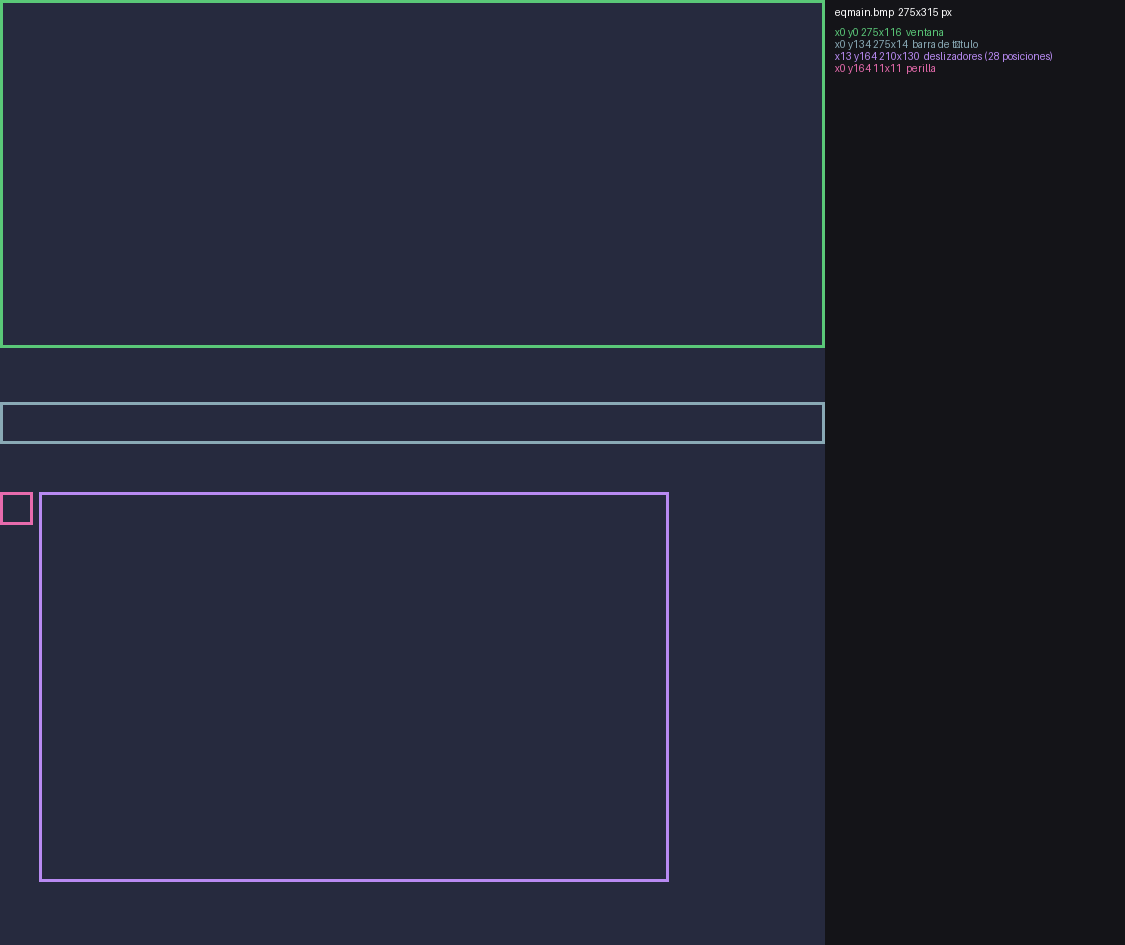 eqmain.bmp 275x315 px
x0 y0 275x116 ventana
x0 y134 275x14 barra de
x13 y164 210x130 deslizadores (28 posiciones)
x0 y164 11x11 perilla